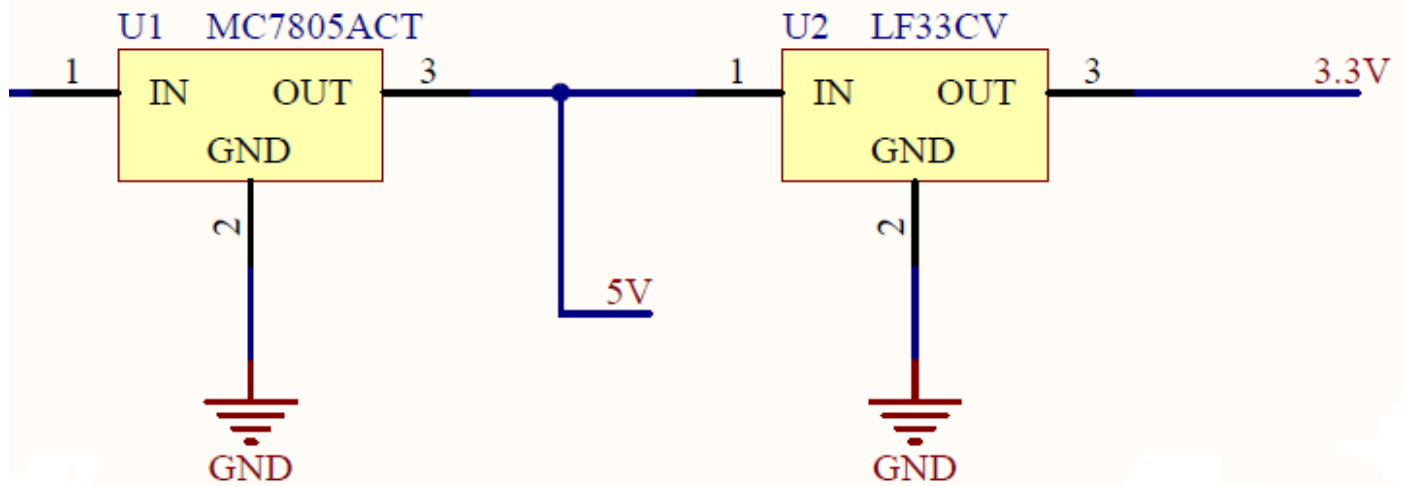 U1 MC7805ACT
U2 LF33CV
1 IN OUT 3
1 IN OUT 3
3.3V
GND
GND
2
2
5V
GND
GND